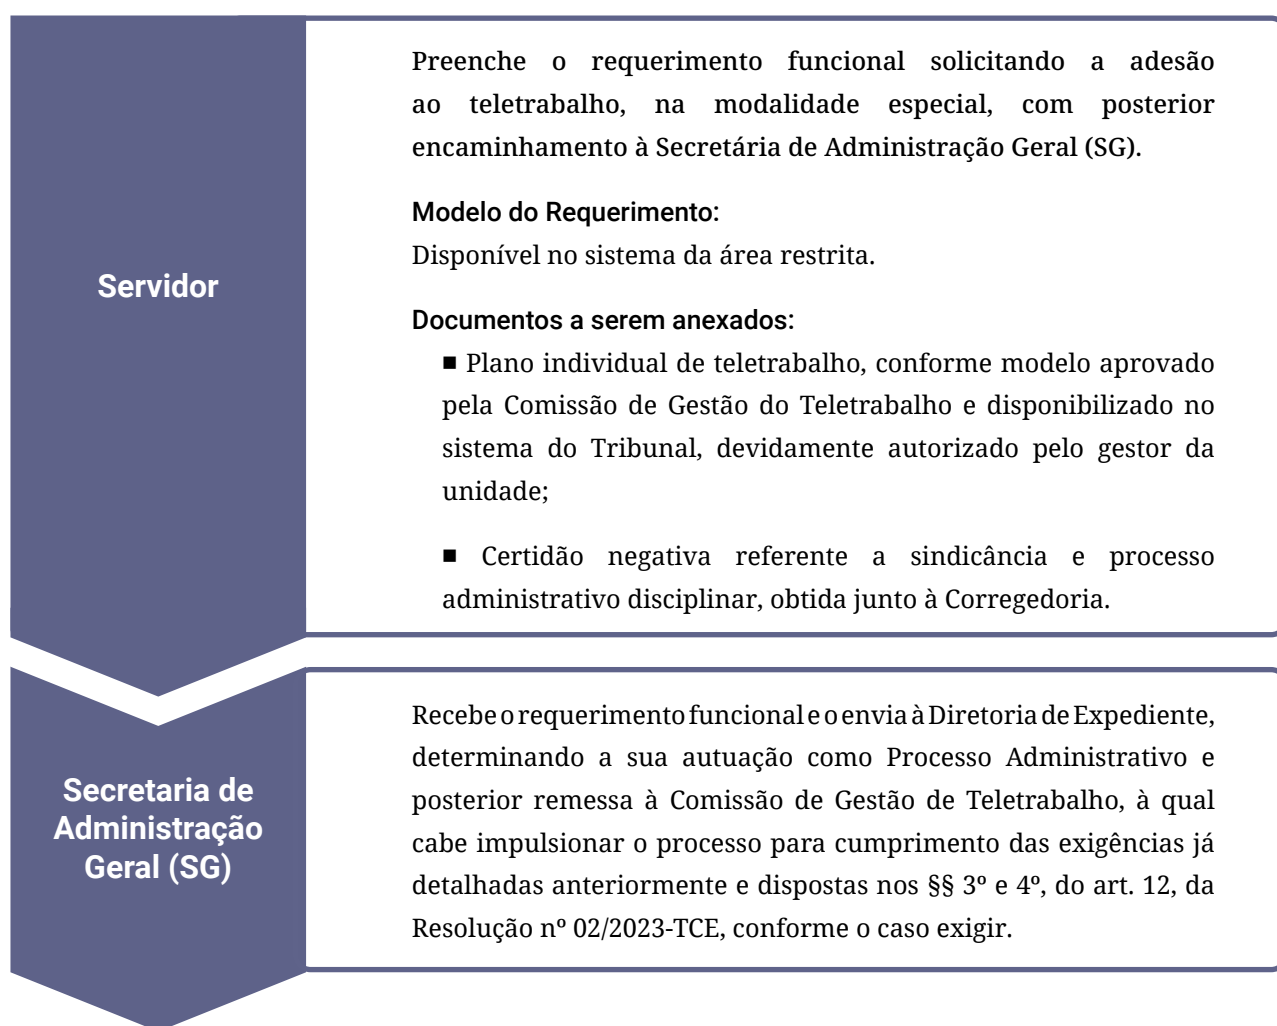 Servidor
Preenche o requerimento funcional solicitando a adesão
ao teletrabalho, na modalidade especial, com posterior
encaminhamento à Secretária de Administração Geral (SG).
Modelo do Requerimento:
Disponível no sistema da área restrita.
Documentos a serem anexados:
■ Plano individual de teletrabalho, conforme modelo aprovado
pela Comissão de Gestão do Teletrabalho e disponibilizado no
sistema do Tribunal, devidamente autorizado pelo gestor da
unidade;
■ Certidão negativa referente a sindicância e processo
administrativo disciplinar, obtida junto à Corregedoria.
Secretaria de
Administração
Geral (SG)
Recebe o requerimento funcional e o envia à Diretoria de Expediente,
determinando a sua autuação como Processo Administrativo e
posterior remessa à Comissão de Gestão de Teletrabalho, à qual
cabe impulsionar o processo para cumprimento das exigências já
detalhadas anteriormente e dispostas nos §§ 3º e 4º, do art. 12, da
Resolução nº 02/2023-TCE, conforme o caso exigir.